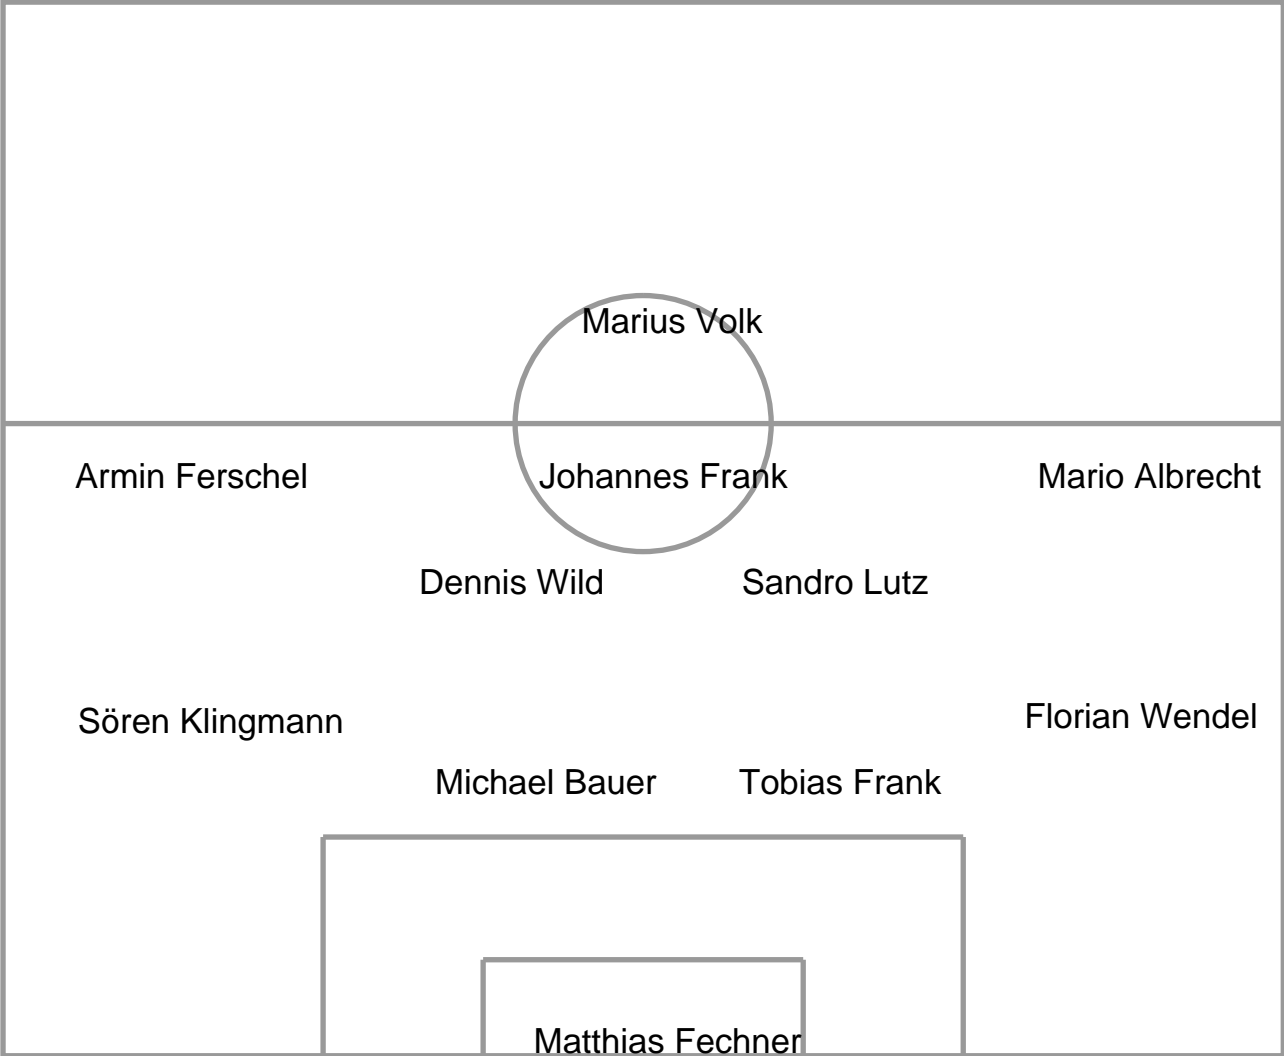 Marius Volk
Armin Ferschel
Johannes Frank
Mario Albrecht
Dennis Wild
Sandro Lutz
Sören Klingmann
Florian Wendel
Michael Bauer
Tobias Frank
Matthias Fechner